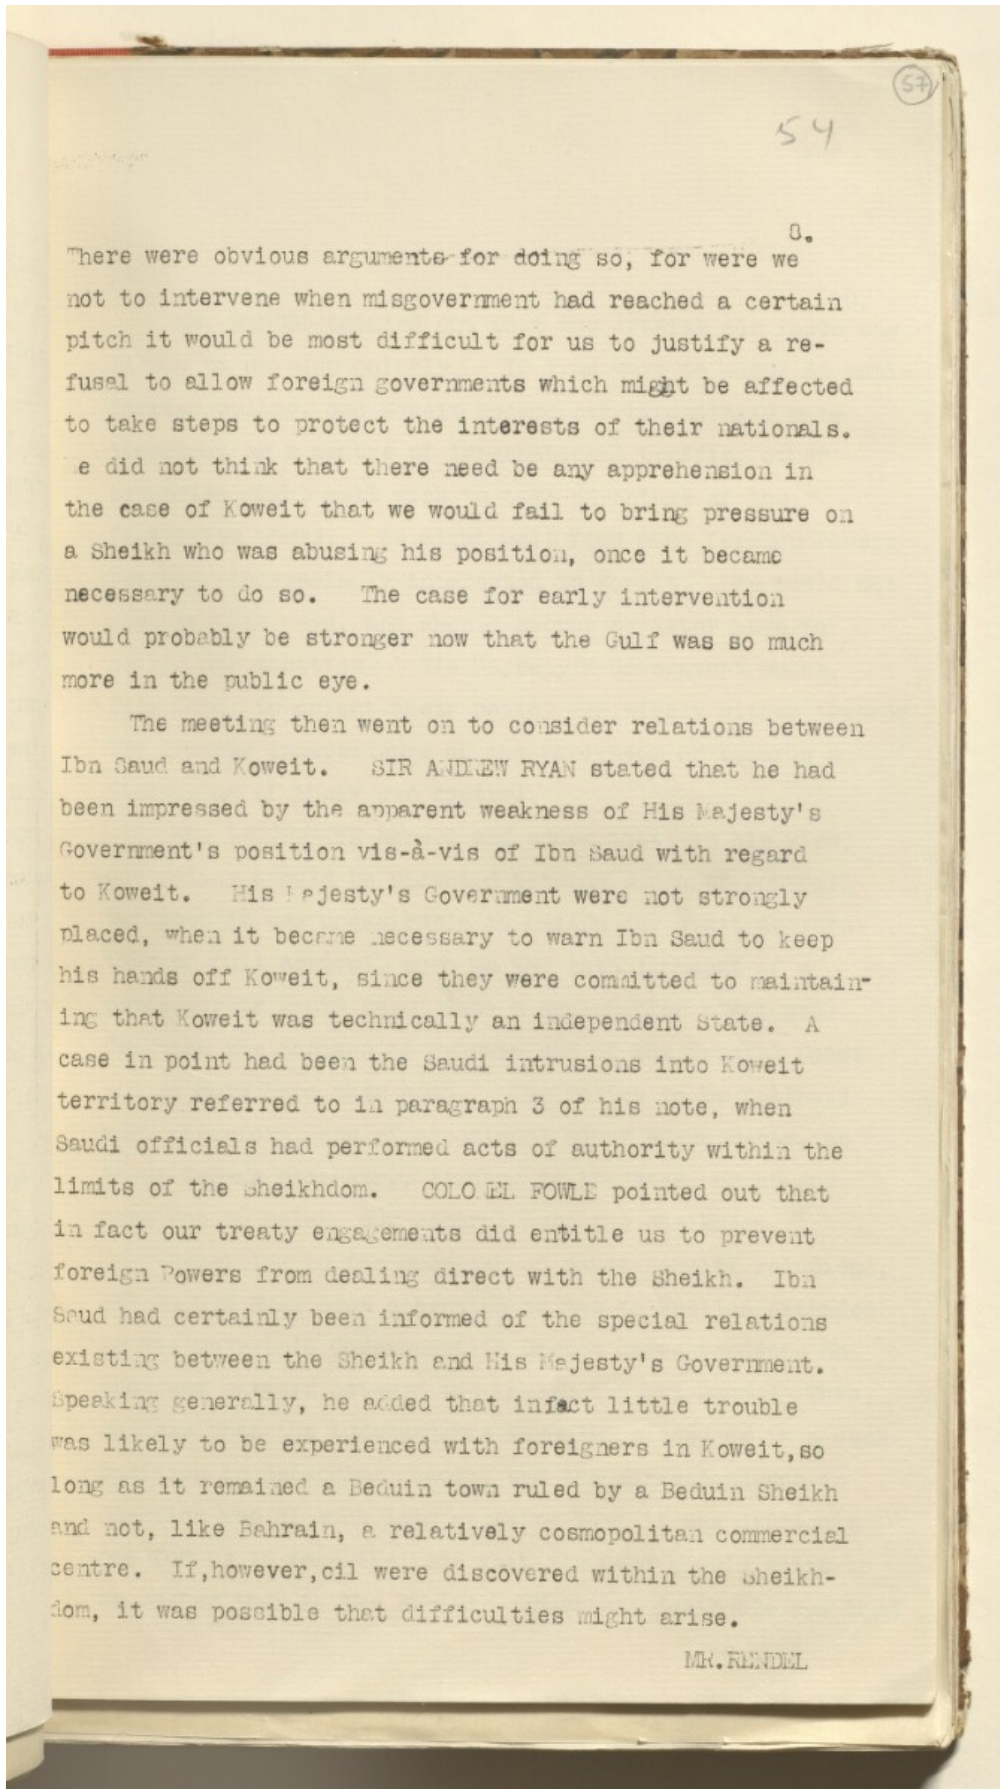 57
54
8.
There were obvious arguments for doing so, for were we
not to intervene when misgovernment had reached a certain
pitch it would be most difficult for us to justify a re-
fusal to allow foreign governments which might be affected
to take steps to protect the interests of their nationals.
e did not think that there need be any apprehension in
the case of Koweit that we would fail to bring pressure on
a Sheikh who was abusing his position, once it became
necessary to do so. The case for early intervention
would probably be stronger now that the Gulf was so much
more in the public eye.
The meeting then went on to consider relations between
Ibn Saud and Koweit. SIR ANDREW RYAN stated that he had
been impressed by the apparent weakness of His Majesty's
Government's position vis-à-vis of Ibn Saud with regard
to Koweit. His Majesty's Government were not strongly
placed, when it became necessary to warn Ibn Saud to keep
his hands off Koweit, since they were committed to maintain-
ing that Koweit was technically an independent State. A
case in point had been the Saudi intrusions into Koweit
territory referred to in paragraph 3 of his note, when
Saudi officials had performed acts of authority within the
limits of the Sheikhdom. COLONEL FOWLE pointed out that
in fact our treaty engagements did entitle us to prevent
foreign Powers from dealing direct with the Sheikh. Ibn
Saud had certainly been informed of the special relations
existing between the Sheikh and His Majesty's Government.
Speaking generally, he added that infact little trouble
was likely to be experienced with foreigners in Koweit,so
long as it remained a Beduin town ruled by a Beduin Sheikh
and not, like Bahrain, a relatively cosmopolitan commercial
centre. If,however,oil were discovered within the Sheikh-
dom, it was possible that difficulties might arise.
MR.RENDEL